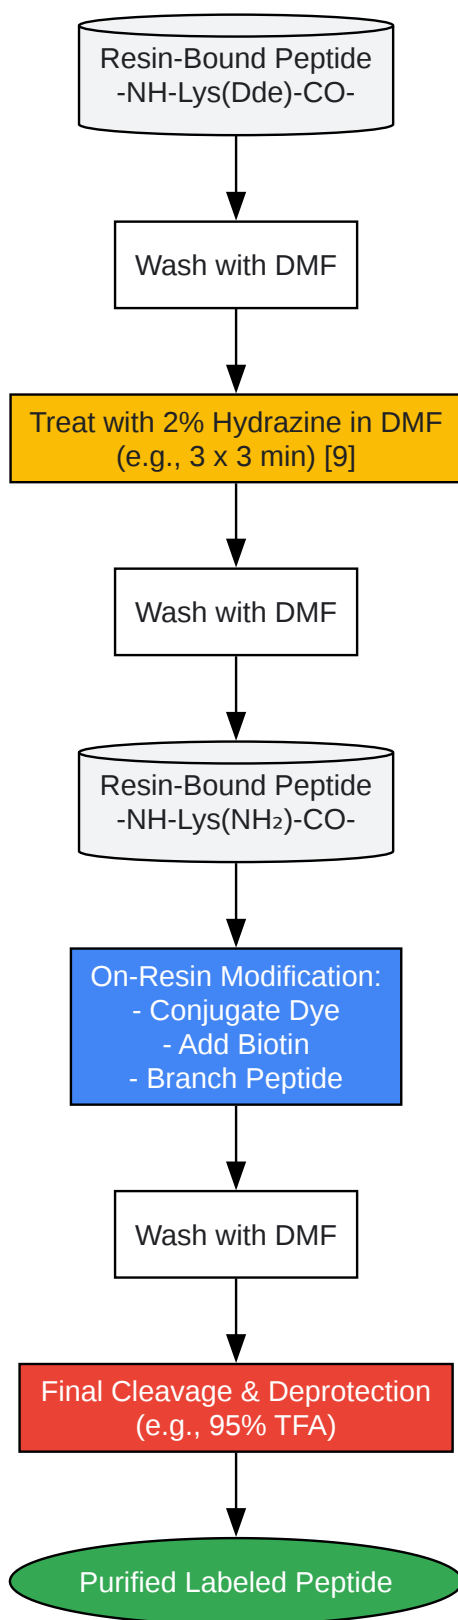 Resin-Bound Peptide
-NH-Lys(Dde)-CO-
Wash with DMF
Treat with 2% Hydrazine in DMF
(e.g., 3 x 3 min) [9]
Wash with DMF
Resin-Bound Peptide
-NH-Lys(NH₂)-CO-
On-Resin Modification:
- Conjugate Dye
- Add Biotin
- Branch Peptide
Wash with DMF
Final Cleavage & Deprotection
(e.g., 95% TFA)
Purified Labeled Peptide